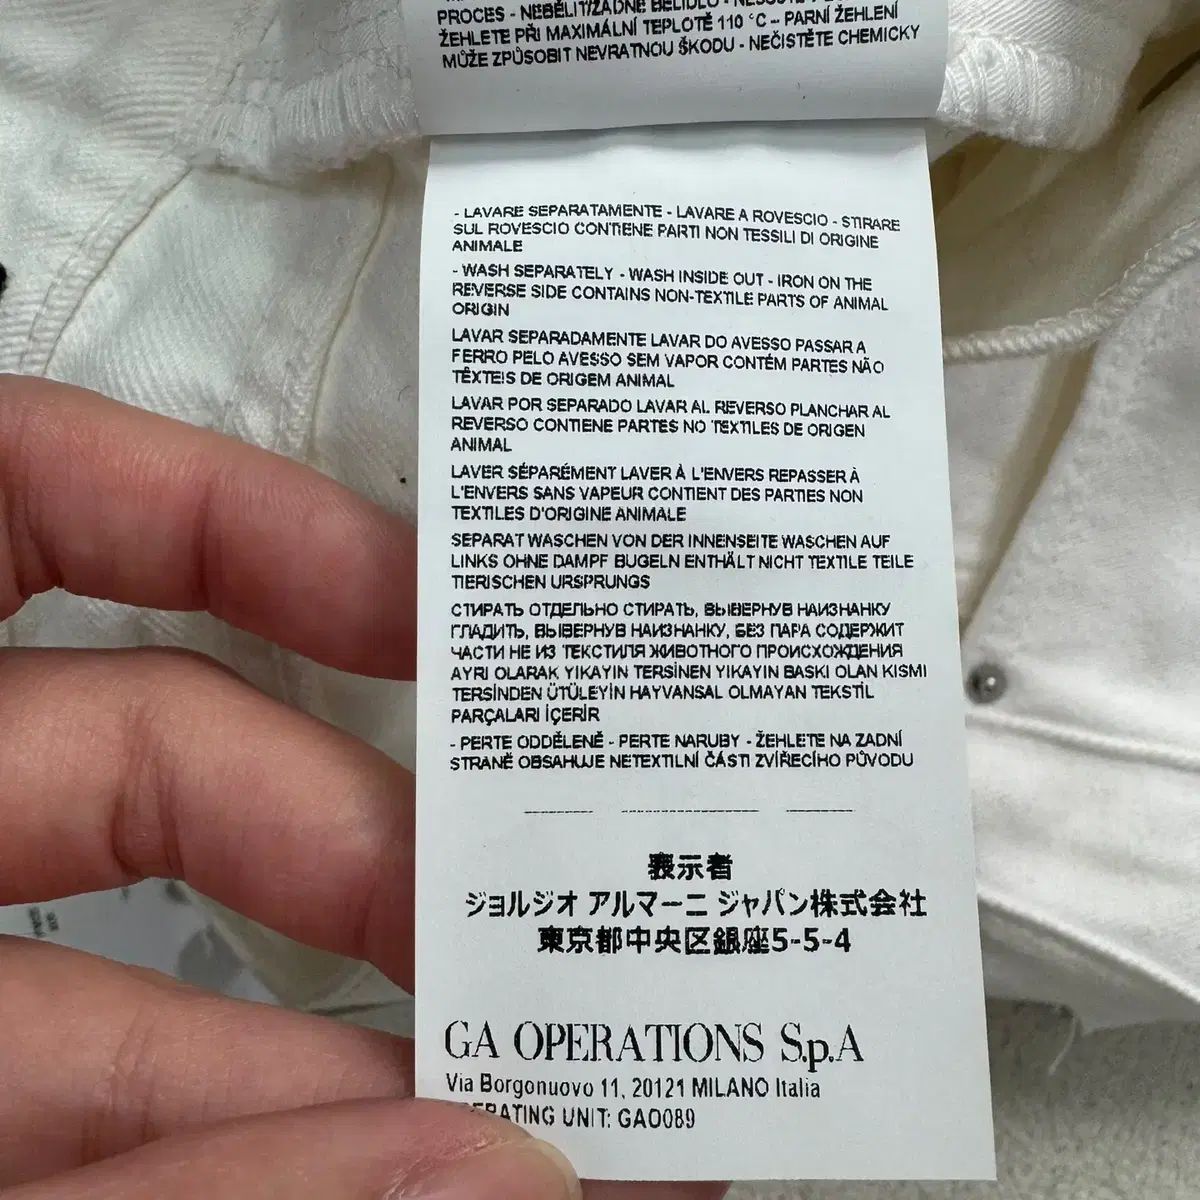 PROCES - NEBĚLIT/ŽÁDNÉ BĚLIDLO -
ŽEHLETE PŘI MAXIMÁLNÍ TEPLOTĚ 110 °C – PARNÍ ŽEHLENÍ
MŮŽE ZPŮSOBIT NEVRATNOU ŠKODU - NEČISTĚTE CHEMICKY
- LAVARE SEPARATAMENTE - LAVARE A ROVESCIO - STIRARE
SUL ROVESCIO CONTIENE PARTI NON TESSILI DI ORIGINE
ANIMALE
- WASH SEPARATELY - WASH INSIDE OUT - IRON ON THE
REVERSE SIDE CONTAINS NON-TEXTILE PARTS OF ANIMAL
ORIGIN
LAVAR SEPARADAMENTE LAVAR DO AVESSO PASSAR A
FERRO PELO AVESSO SEM VAPOR CONTÉM PARTES NÃO
TÊXTEIS DE ORIGEM ANIMAL
LAVAR POR SEPARADO LAVAR AL REVERSO PLANCHAR AL
REVERSO CONTIENE PARTES NO TEXTILES DE ORIGEN
ANIMAL
LAVER SÉPARÉMENT LAVER À L'ENVERS REPASSER À
L'ENVERS SANS VAPEUR CONTIENT DES PARTIES NON
TEXTILES D'ORIGINE ANIMALE
SEPARAT WASCHEN VON DER INNENSEITE WASCHEN AUF
LINKS OHNE DAMPF BUGELN ENTHÄLT NICHT TEXTILE TEILE
TIERISCHEN URSPRUNGS
СТИРАТЬ ОТДЕЛЬНО СТИРАТЬ, ВЫВЕРНУВ НАИЗНАНКУ
ГЛАДИТЬ, ВЫВЕРНУВ НАИЗНАНКУ, БЕЗ ПАРА СОДЕРЖИТ
ЧАСТИ НЕ ИЗ ТЕКСТИЛЯ ЖИВОТНОГО ПРОИСХОЖДЕНИЯ
AYRI OLARAK YIKAYIN TERSİNEN YIKAYIN BASKI OLAN KISMI
TERSİNDEN ÜTÜLEYİN HAYVANSAL OLMAYAN TEKSTİL
PARÇALARI İÇERİR
- PERTE ODDĚLENĚ - PERTE NARUBY - ŽEHLETE NA ZADNÍ
STRANĚ OBSAHUJE NETEXTILNÍ ČÁSTI ZVÍŘECÍHO PŮVODU
表示者
ジョルジオ アルマーニ ジャパン株式会社
東京都中央区銀座5-5-4
GA OPERATIONS S.p.A
Via Borgonuovo 11, 20121 MILANO Italia
OPERATING UNIT: GAO089